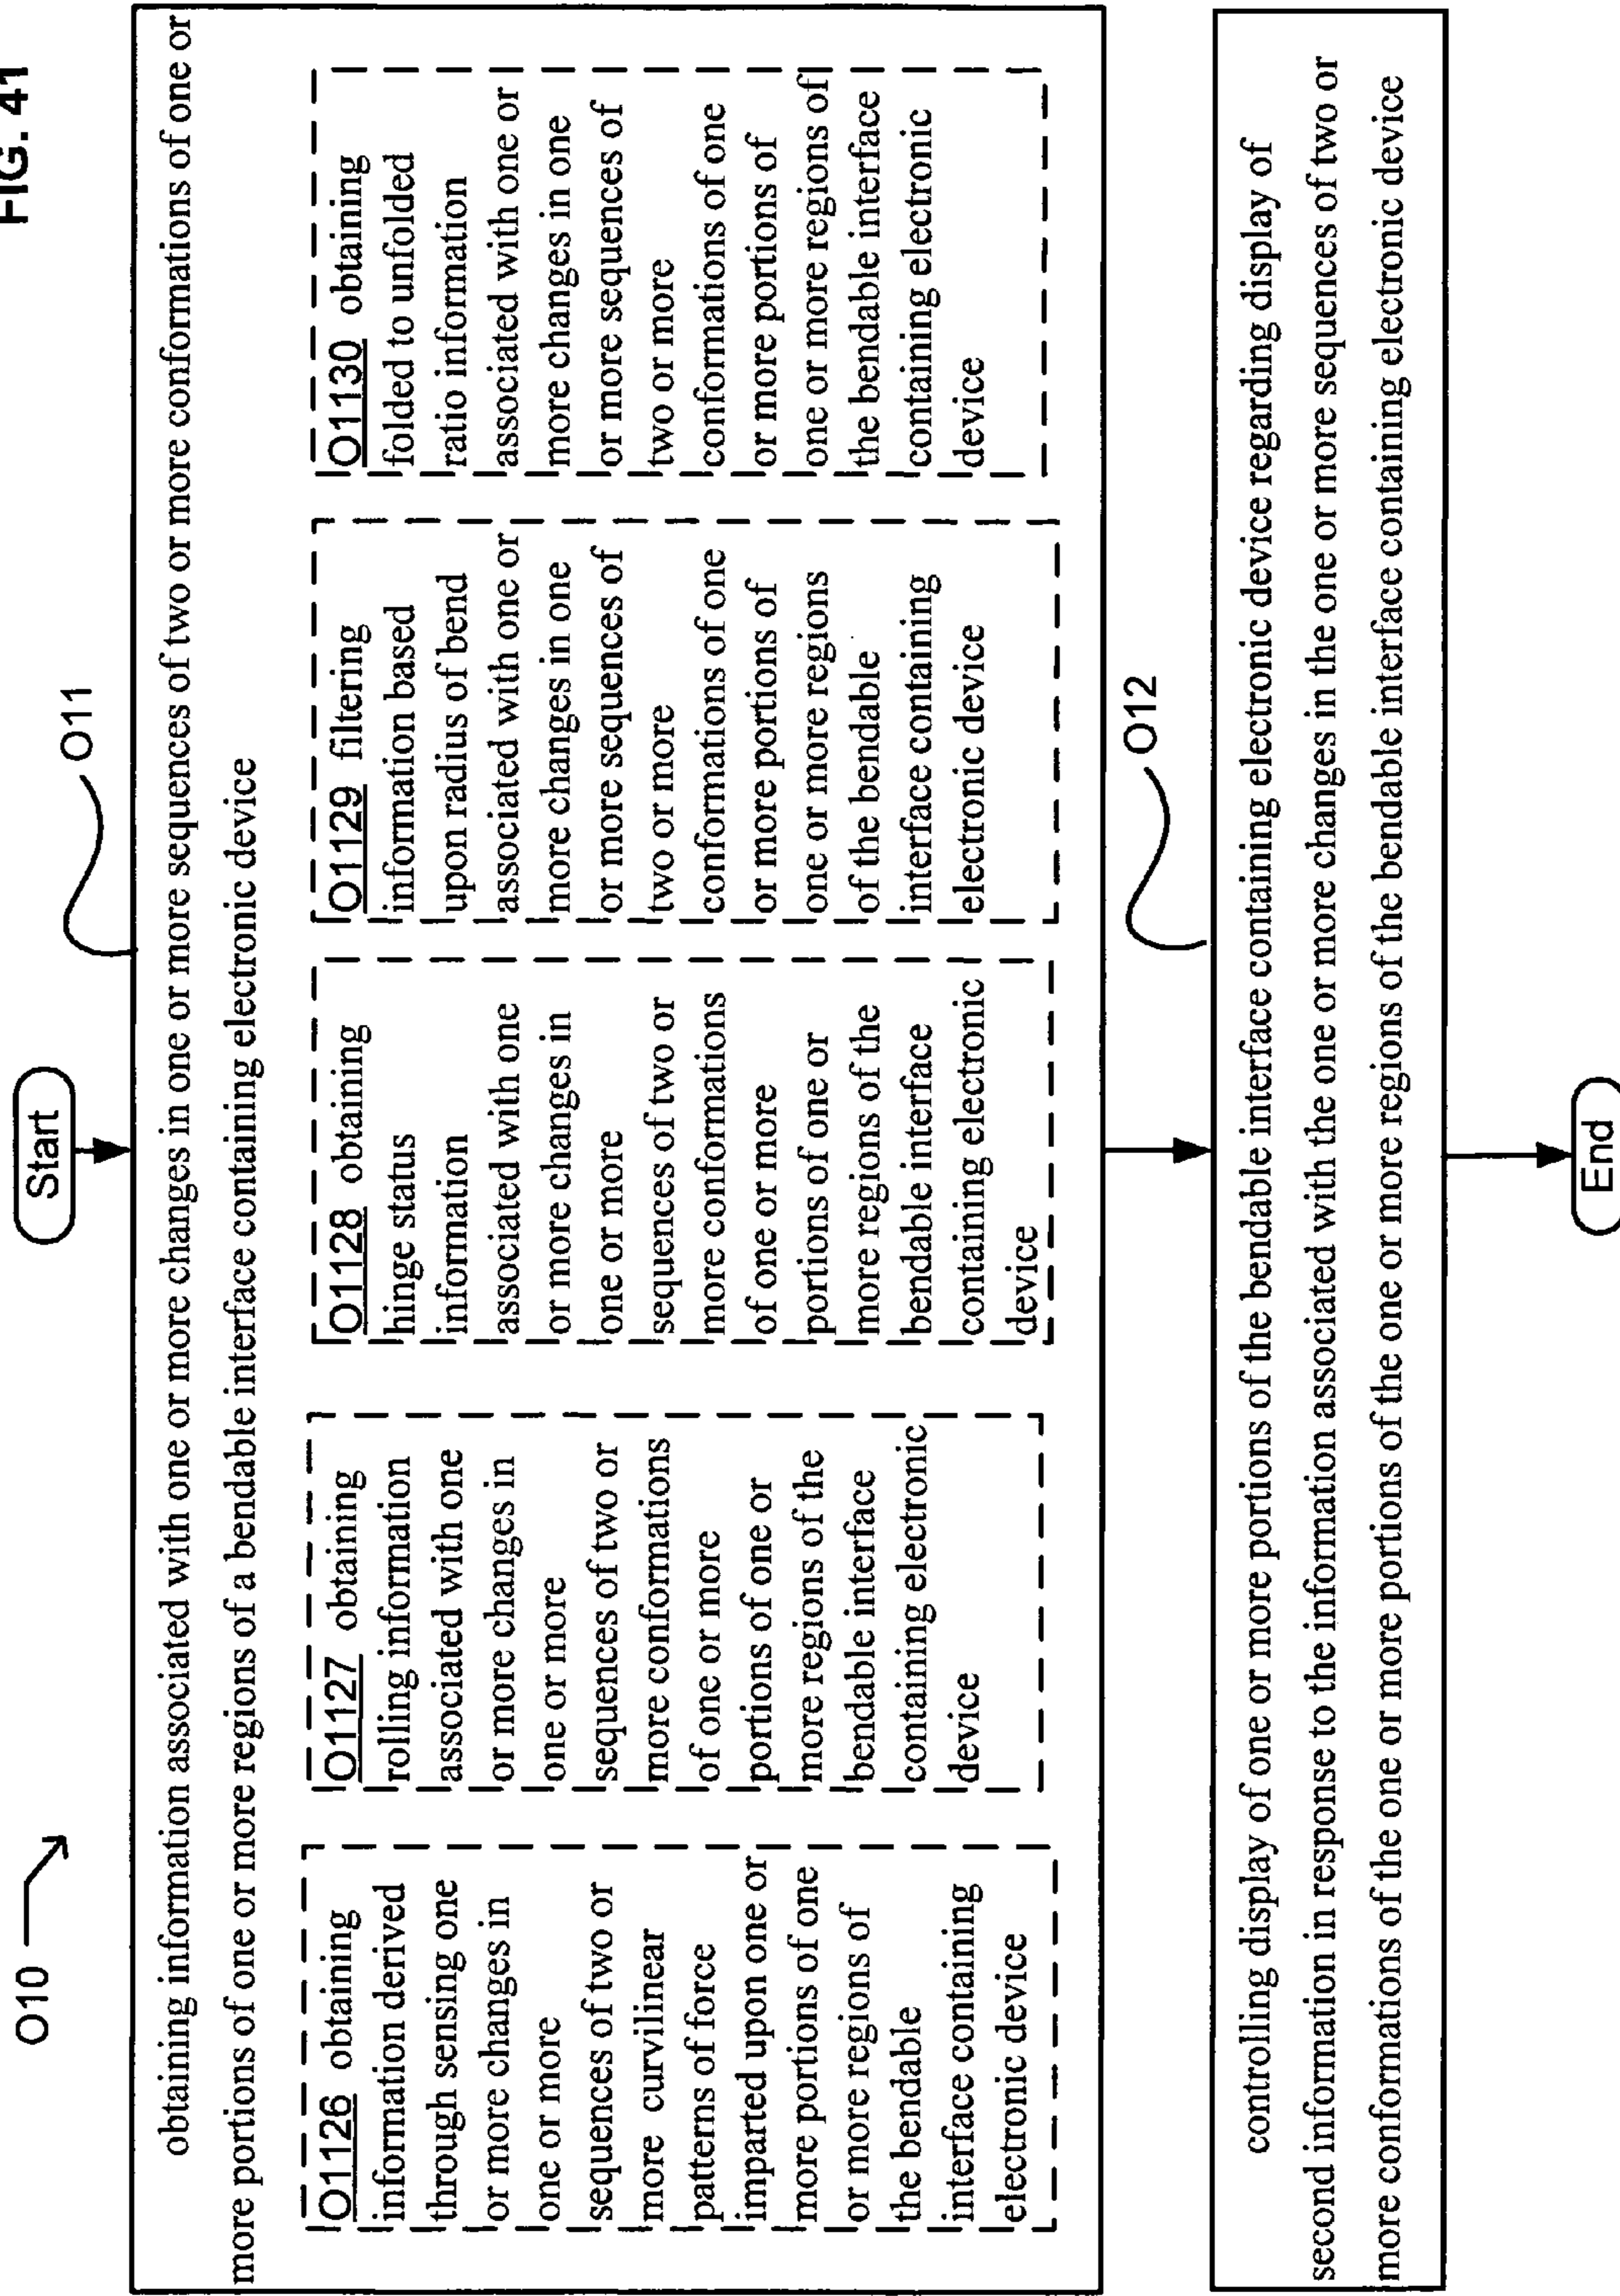 FIG. 41
O10
Start
O11
obtaining information associated with one or more changes in one or more sequences of two or more conformations of one or
more portions of one or more regions of a bendable interface containing electronic device
O1126 obtaining
information derived
through sensing one
or more changes in
one or more
sequences of two or
more curvilinear
patterns of force
imparted upon one or
more portions of one
or more regions of
the bendable
interface containing
electronic device
O1127 obtaining
rolling information
associated with one
or more changes in
one or more
sequences of two or
more conformations
of one or more
portions of one or
more regions of the
bendable interface
containing electronic
device
O1128 obtaining
hinge status
information
associated with one
or more changes in
one or more
sequences of two or
more conformations
of one or more
portions of one or
more regions of the
bendable interface
containing electronic
device
O1129 filtering
information based
upon radius of bend
associated with one or
more changes in one
or more sequences of
two or more
conformations of one
or more portions of
one or more regions
of the bendable
interface containing
electronic device
O1130 obtaining
folded to unfolded
ratio information
associated with one or
more changes in one
or more sequences of
two or more
conformations of one
or more portions of
one or more regions of
the bendable interface
containing electronic
device
O12
controlling display of one or more portions of the bendable interface containing electronic device regarding display of
second information in response to the information associated with the one or more changes in the one or more sequences of two or
more conformations of the one or more portions of the one or more regions of the bendable interface containing electronic device
End